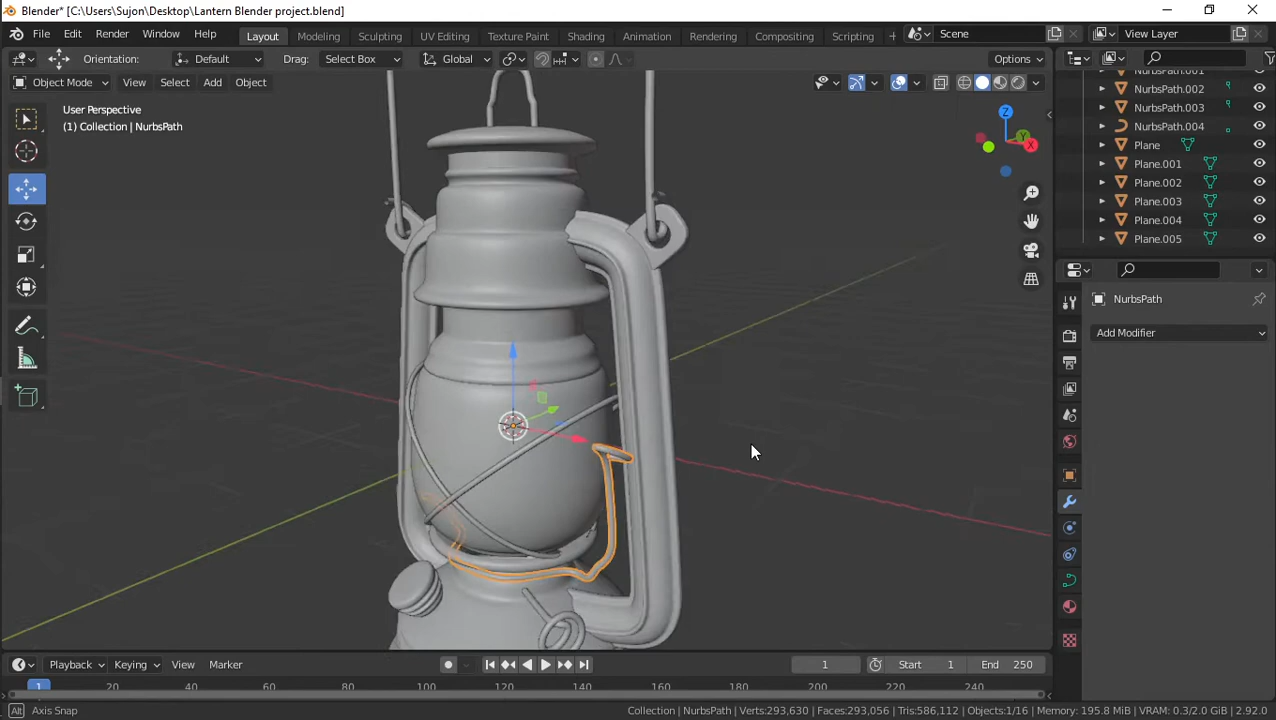 Blender* [C:\Users\Sujon\Desktop\Lantern Blender project.blend]
File Edit Render Window Help Layout Modeling Sculpting UV Editing Texture Paint Shading Animation Rendering Compositing Scripting + Scene View Layer
Orientation: Default Drag: Select Box Global Options
Object Mode View Select Add Object
User Perspective
(1) Collection | NurbsPath
Z
Y
X
NurbsPath.001
NurbsPath.002
NurbsPath.003
NurbsPath.004
Plane
Plane.001
Plane.002
Plane.003
Plane.004
Plane.005
NurbsPath
Add Modifier
Playback Keying View Marker 1 Start 1 End 250
1 20 40 60 80 100 120 140 160 180 200 220 240
Alt Axis Snap Collection | NurbsPath | Verts:293,630 | Faces:293,056 | Tris:586,112 | Objects:1/16 | Memory: 195.8 MiB | VRAM: 0.3/2.0 GiB | 2.92.0